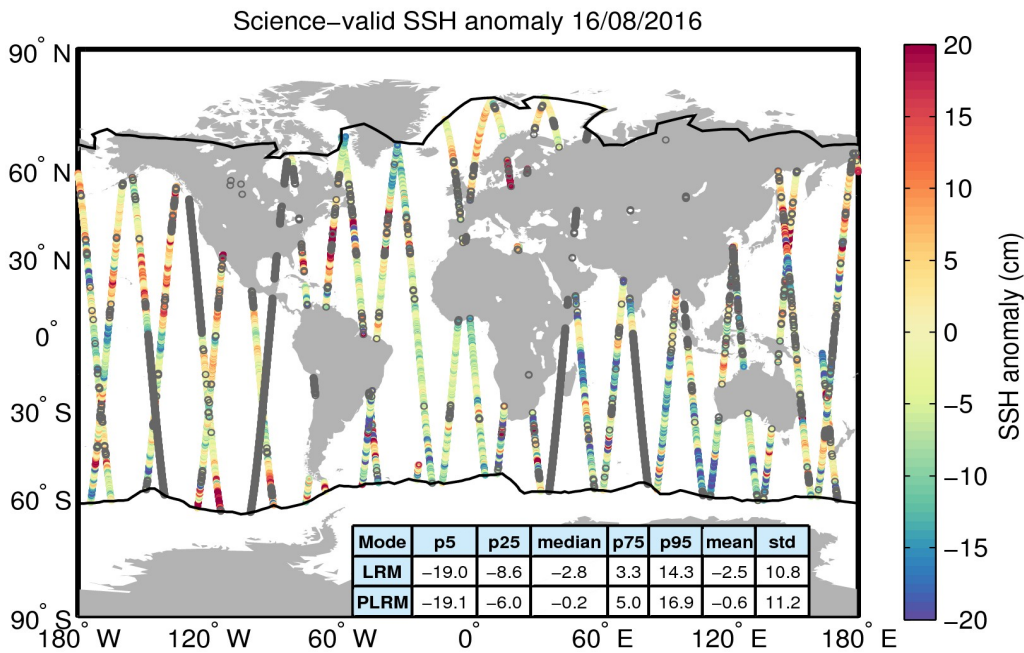 Science−valid SSH anomaly 16/08/2016
90° N
60° N
30° N
0°
30° S
60° S
90° S
180° W
120° W
60° W
0°
60° E
120° E
180° E
Mode p5 p25 median p75 p95 mean std
LRM −19.0 −8.6 −2.8 3.3 14.3 −2.5 10.8
PLRM −19.1 −6.0 −0.2 5.0 16.9 −0.6 11.2
20
15
10
5
0
−5
−10
−15
−20
SSH anomaly (cm)